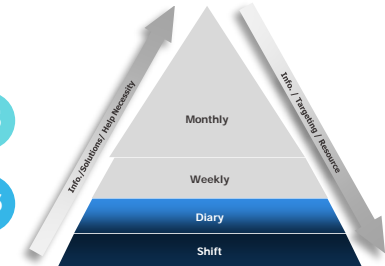 Info./Solutions/ Help Necessity
Info. / Targeting / Resource
Monthly
Weekly
Diary
Shift